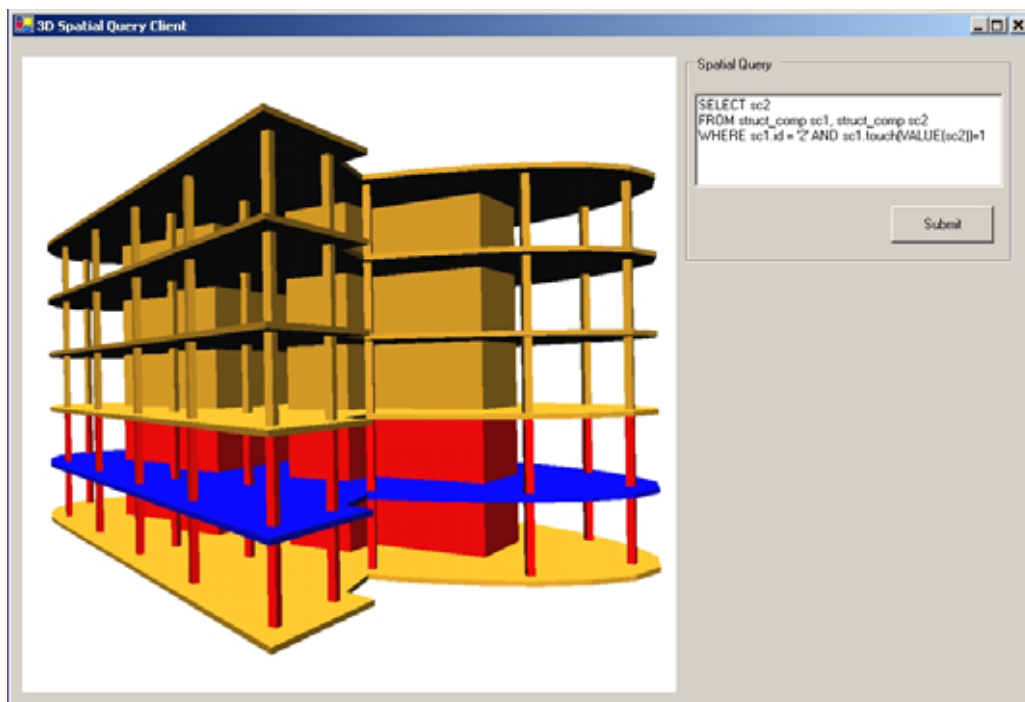 3D Spatial Query Client
Spatial Query
SELECT sc2
FROM struct_comp sc1, struct_comp sc2
WHERE sc1.id = '2' AND sc1.touch(VALUE(sc2))=1
Submit